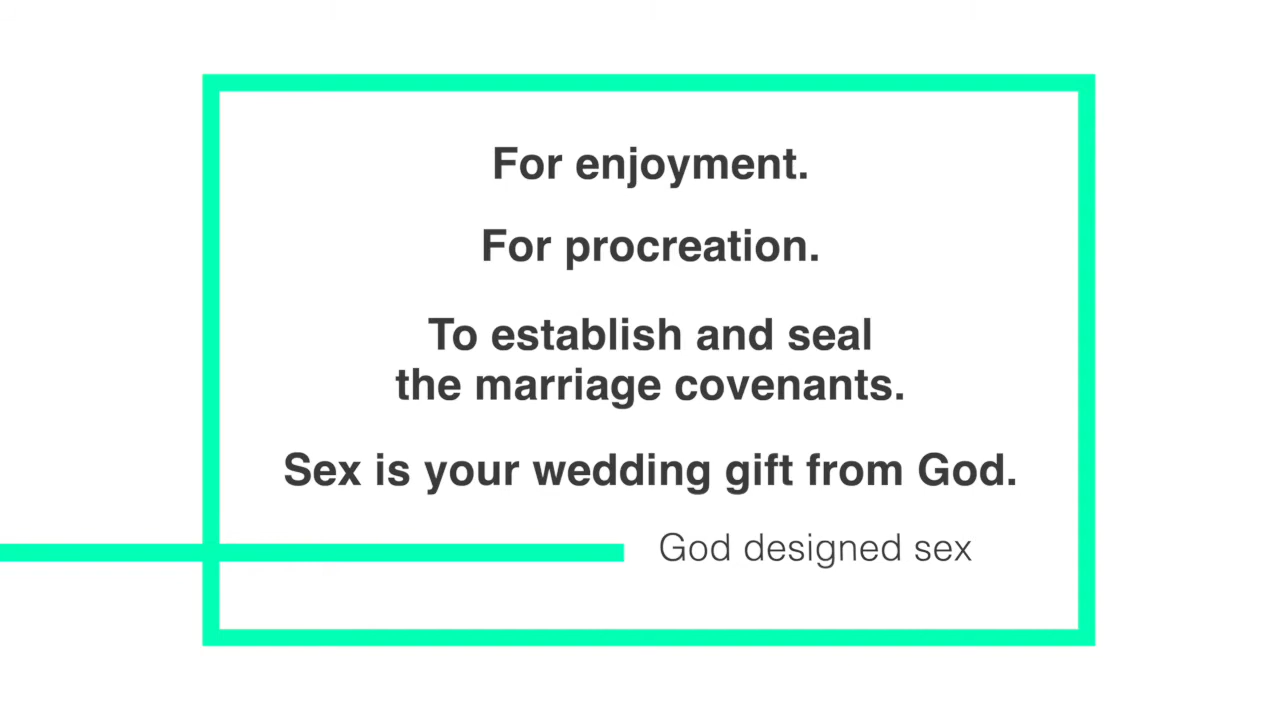 For enjoyment.
For procreation.
To establish and seal
the marriage covenants.
Sex is your wedding gift from God.
God designed sex